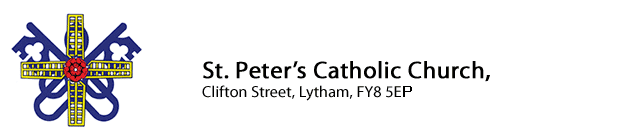 St. Peter’s Catholic Church,
Clifton Street, Lytham, FY8 5EP